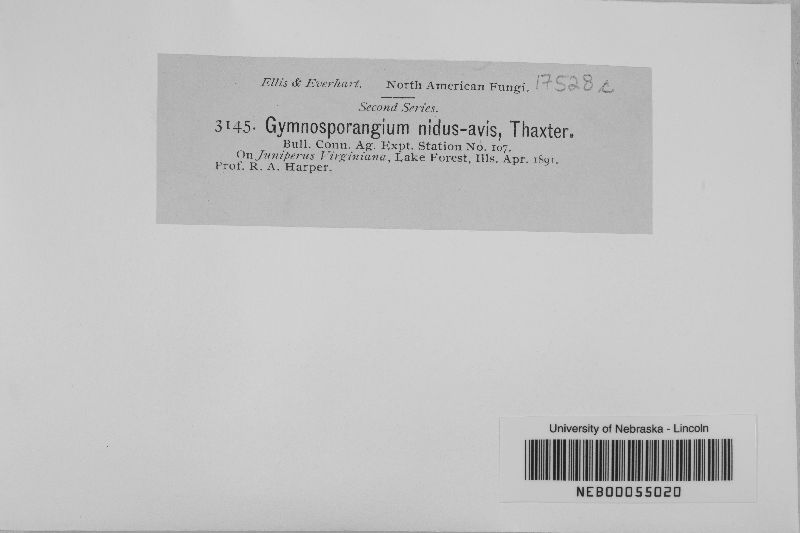 Ellis & Everhart. North American Fungi. 17528 c
Second Series.
3145. Gymnosporangium nidus-avis, Thaxter.
Bull. Conn. Ag. Expt. Station No. 107.
On Juniperus Virginiana, Lake Forest, Ills. Apr. 1891.
Prof. R. A. Harper.
University of Nebraska - Lincoln
NEB00055020